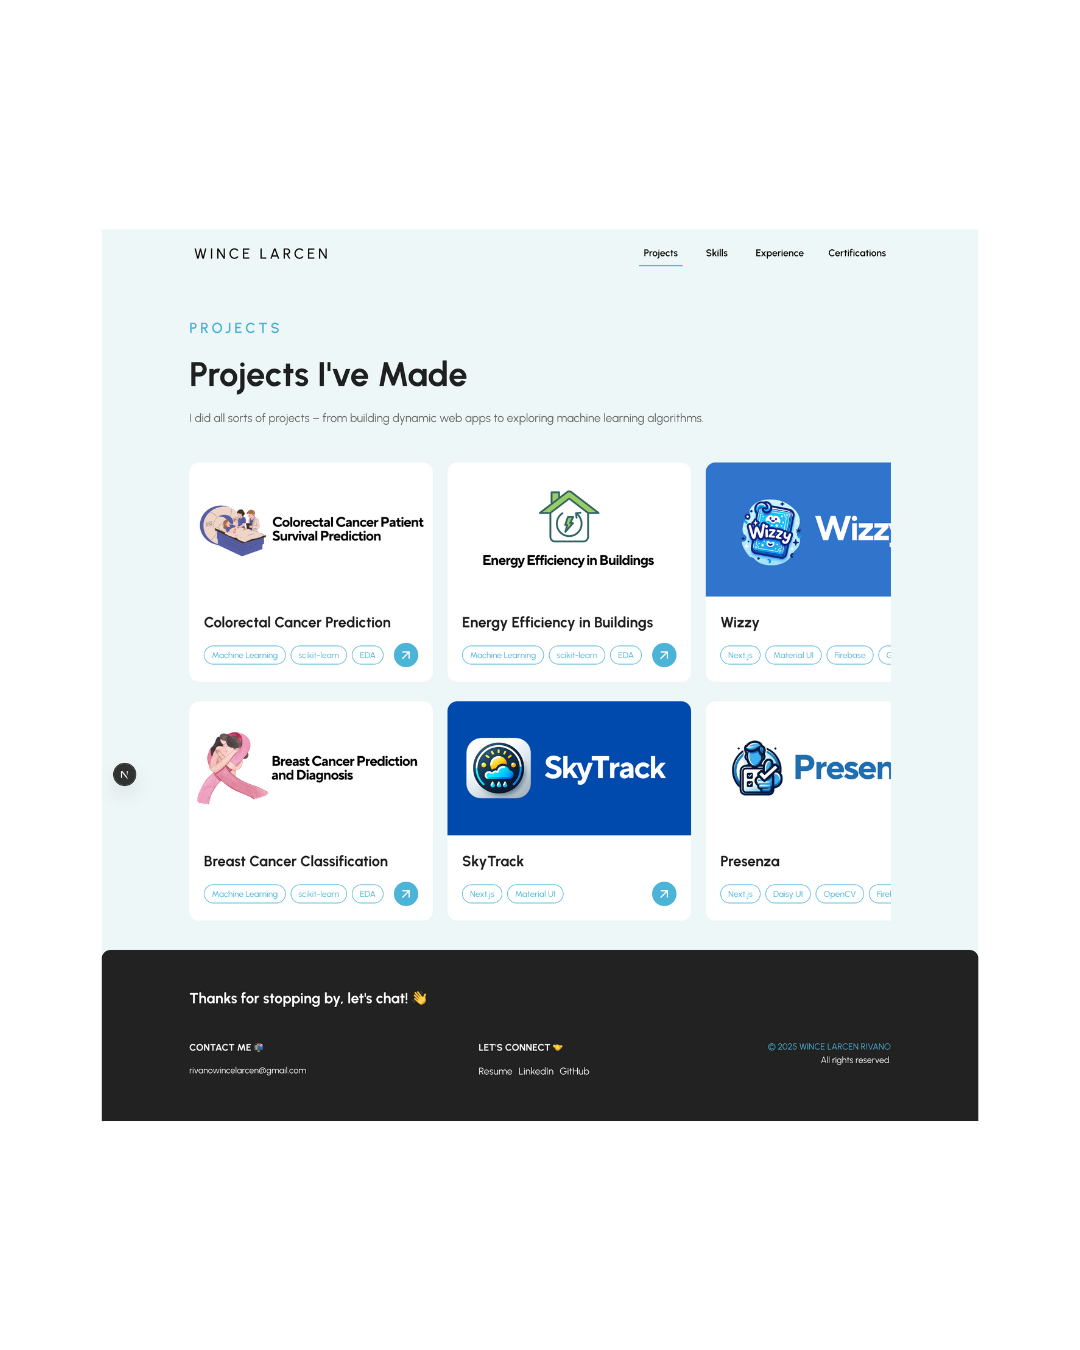 WINCE LARCEN
Projects Skills Experience Certifications
PROJECTS
Projects I've Made
I did all sorts of projects – from building dynamic web apps to exploring machine learning algorithms.
Colorectal Cancer Patient
Survival Prediction
Colorectal Cancer Prediction
Machine Learning scikit-learn EDA
Energy Efficiency in Buildings
Energy Efficiency in Buildings
Machine Learning scikit-learn EDA
Wizzy
Wizzy
Wizzy
Next.js Material UI Firebase G
Breast Cancer Prediction
and Diagnosis
Breast Cancer Classification
Machine Learning scikit-learn EDA
SkyTrack
SkyTrack
Next.js Material UI
Presen
Presenza
Next.js Daisy UI OpenCV Fire
N
Thanks for stopping by, let's chat! 👋
CONTACT ME 📬
rivanowincelarcen@gmail.com
LET'S CONNECT 🤝
Resume LinkedIn GitHub
© 2025 WINCE LARCEN RIVANO
All rights reserved.